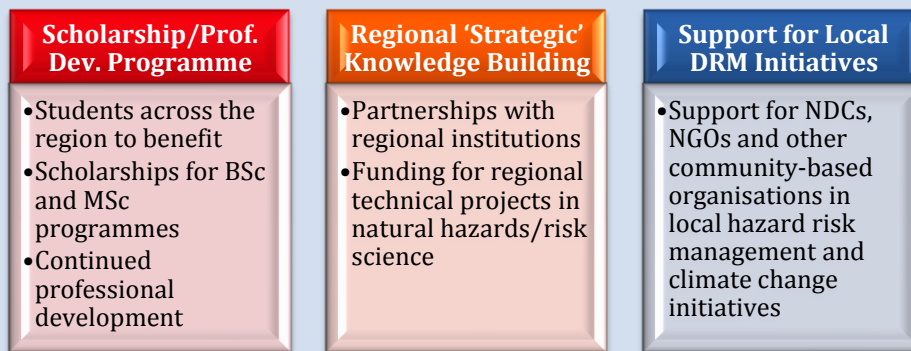 Scholarship/Prof.
Dev. Programme
•Students across the
region to benefit
•Scholarships for BSc
and MSc
programmes
•Continued
professional
development
Regional ‘Strategic’
Knowledge Building
•Partnerships with
regional institutions
•Funding for regional
technical projects in
natural hazards/risk
science
Support for Local
DRM Initiatives
•Support for NDCs,
NGOs and other
community-based
organisations in
local hazard risk
management and
climate change
initiatives